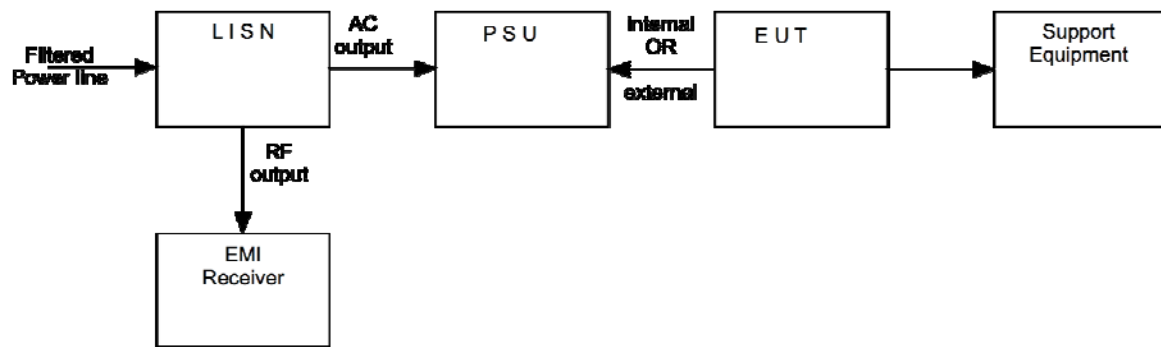 L I S N
AC
output
P S U
Internal
OR
external
E U T
Support
Equipment
Filtered
Power line
RF
output
EMI
Receiver